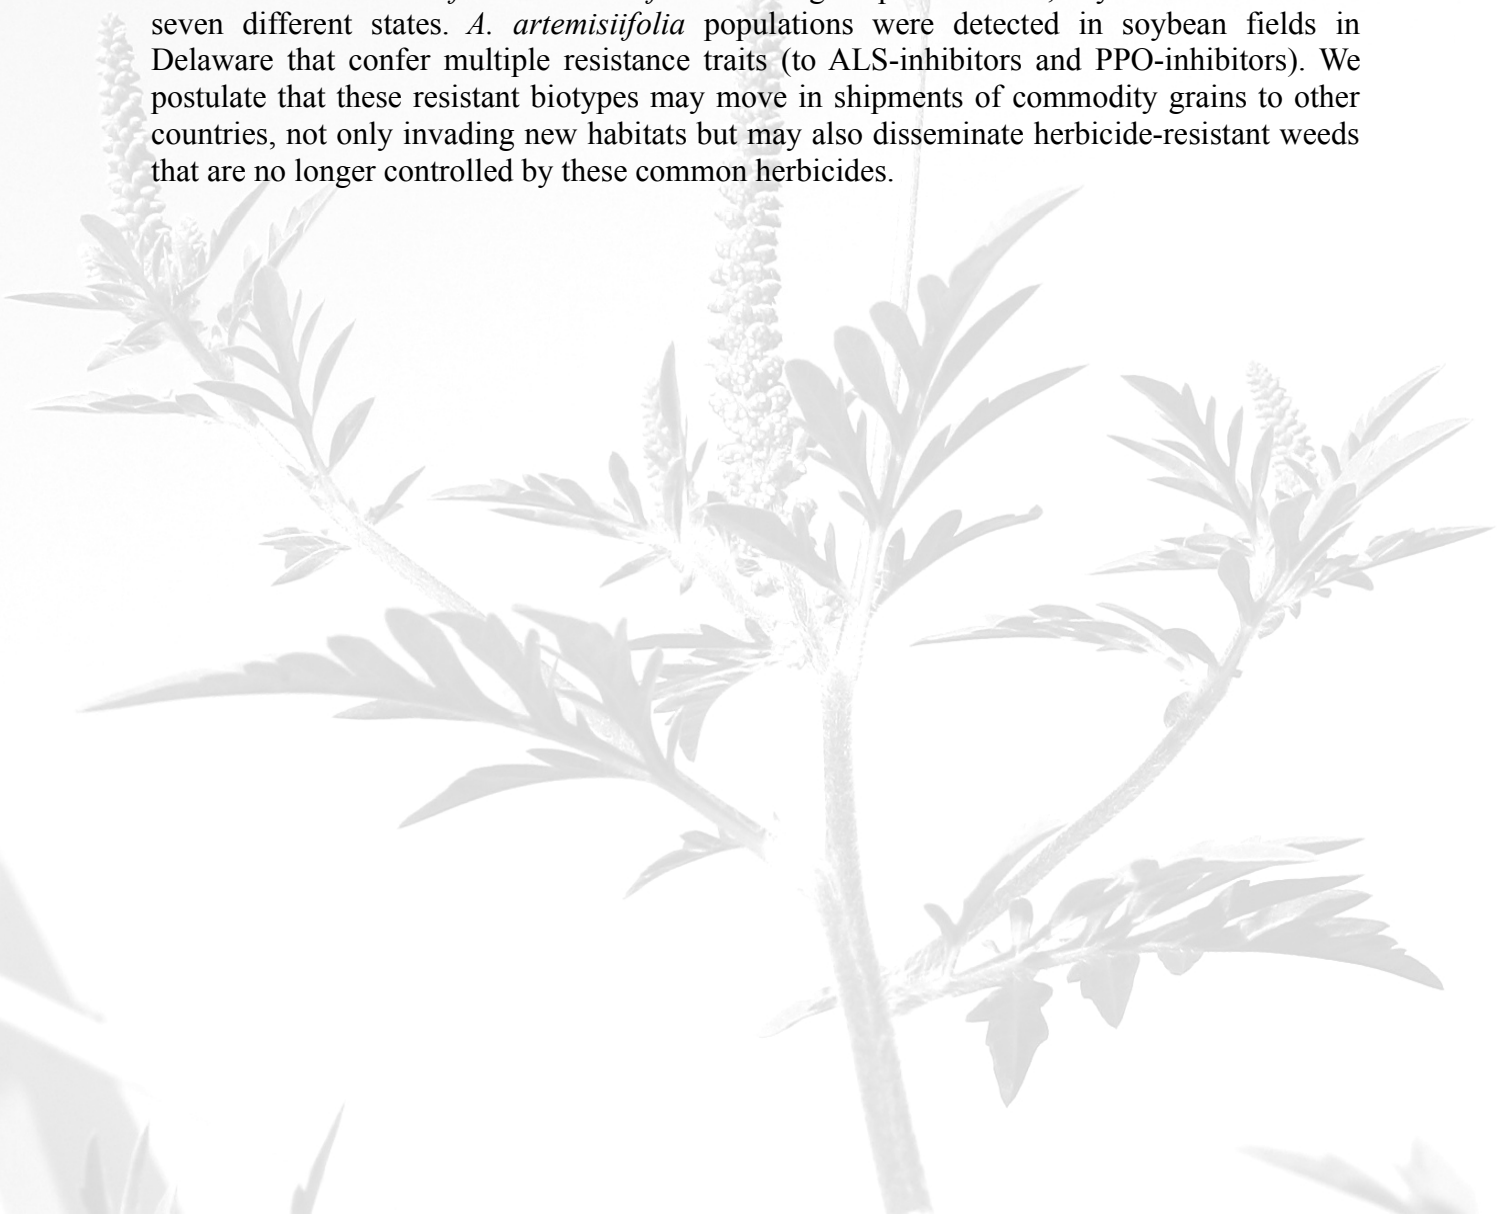 seven different states. A. artemisiifolia populations were detected in soybean fields in
Delaware that confer multiple resistance traits (to ALS-inhibitors and PPO-inhibitors). We
postulate that these resistant biotypes may move in shipments of commodity grains to other
countries, not only invading new habitats but may also disseminate herbicide-resistant weeds
that are no longer controlled by these common herbicides.